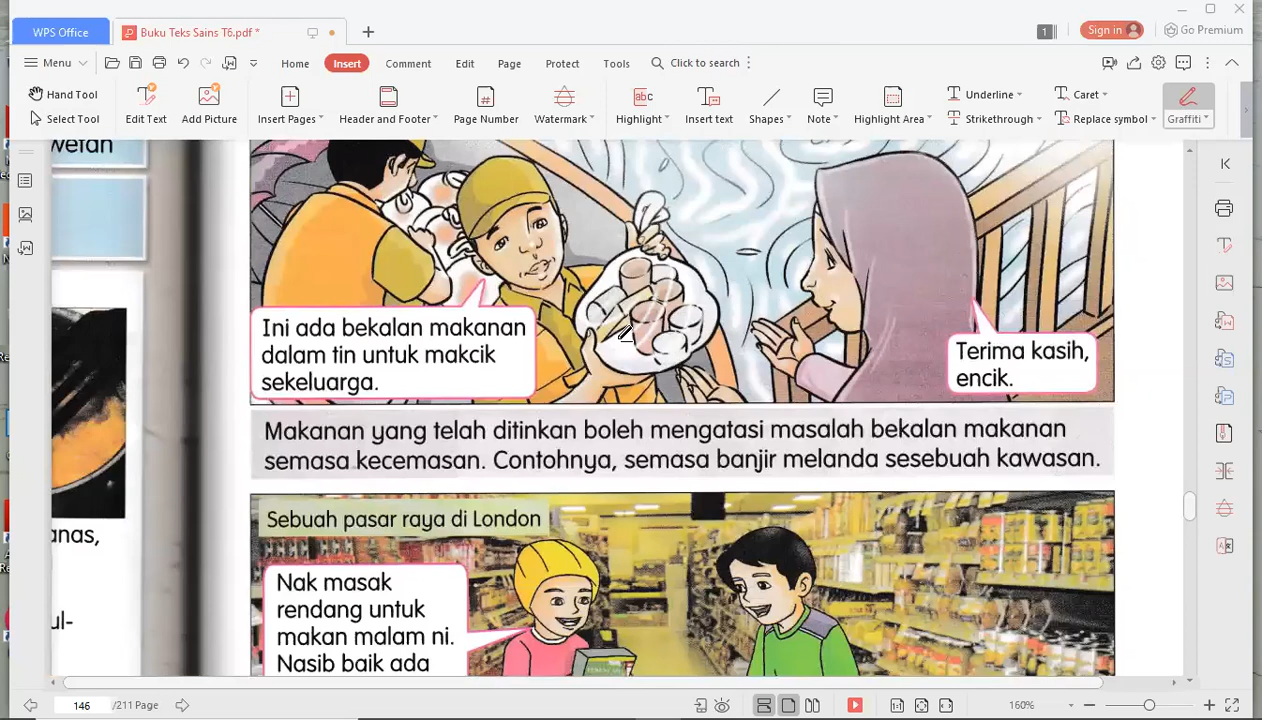 WPS Office
Buku Teks Sains T6.pdf *
1
Sign in
Go Premium
Menu
Home
Insert
Comment
Edit
Page
Protect
Tools
Click to search
Hand Tool
Select Tool
Edit Text
Add Picture
Insert Pages
Header and Footer
Page Number
Watermark
Highlight
Insert text
Shapes
Note
Highlight Area
Underline
Strikethrough
Caret
Replace symbol
Graffiti
wetan
Ini ada bekalan makanan
dalam tin untuk makcik
sekeluarga.
Terima kasih,
encik.
Makanan yang telah ditinkan boleh mengatasi masalah bekalan makanan
semasa kecemasan. Contohnya, semasa banjir melanda sesebuah kawasan.
Sebuah pasar raya di London
anas,
Nak masak
rendang untuk
makan malam ni.
Nasib baik ada
ul-
146 /211 Page
160%